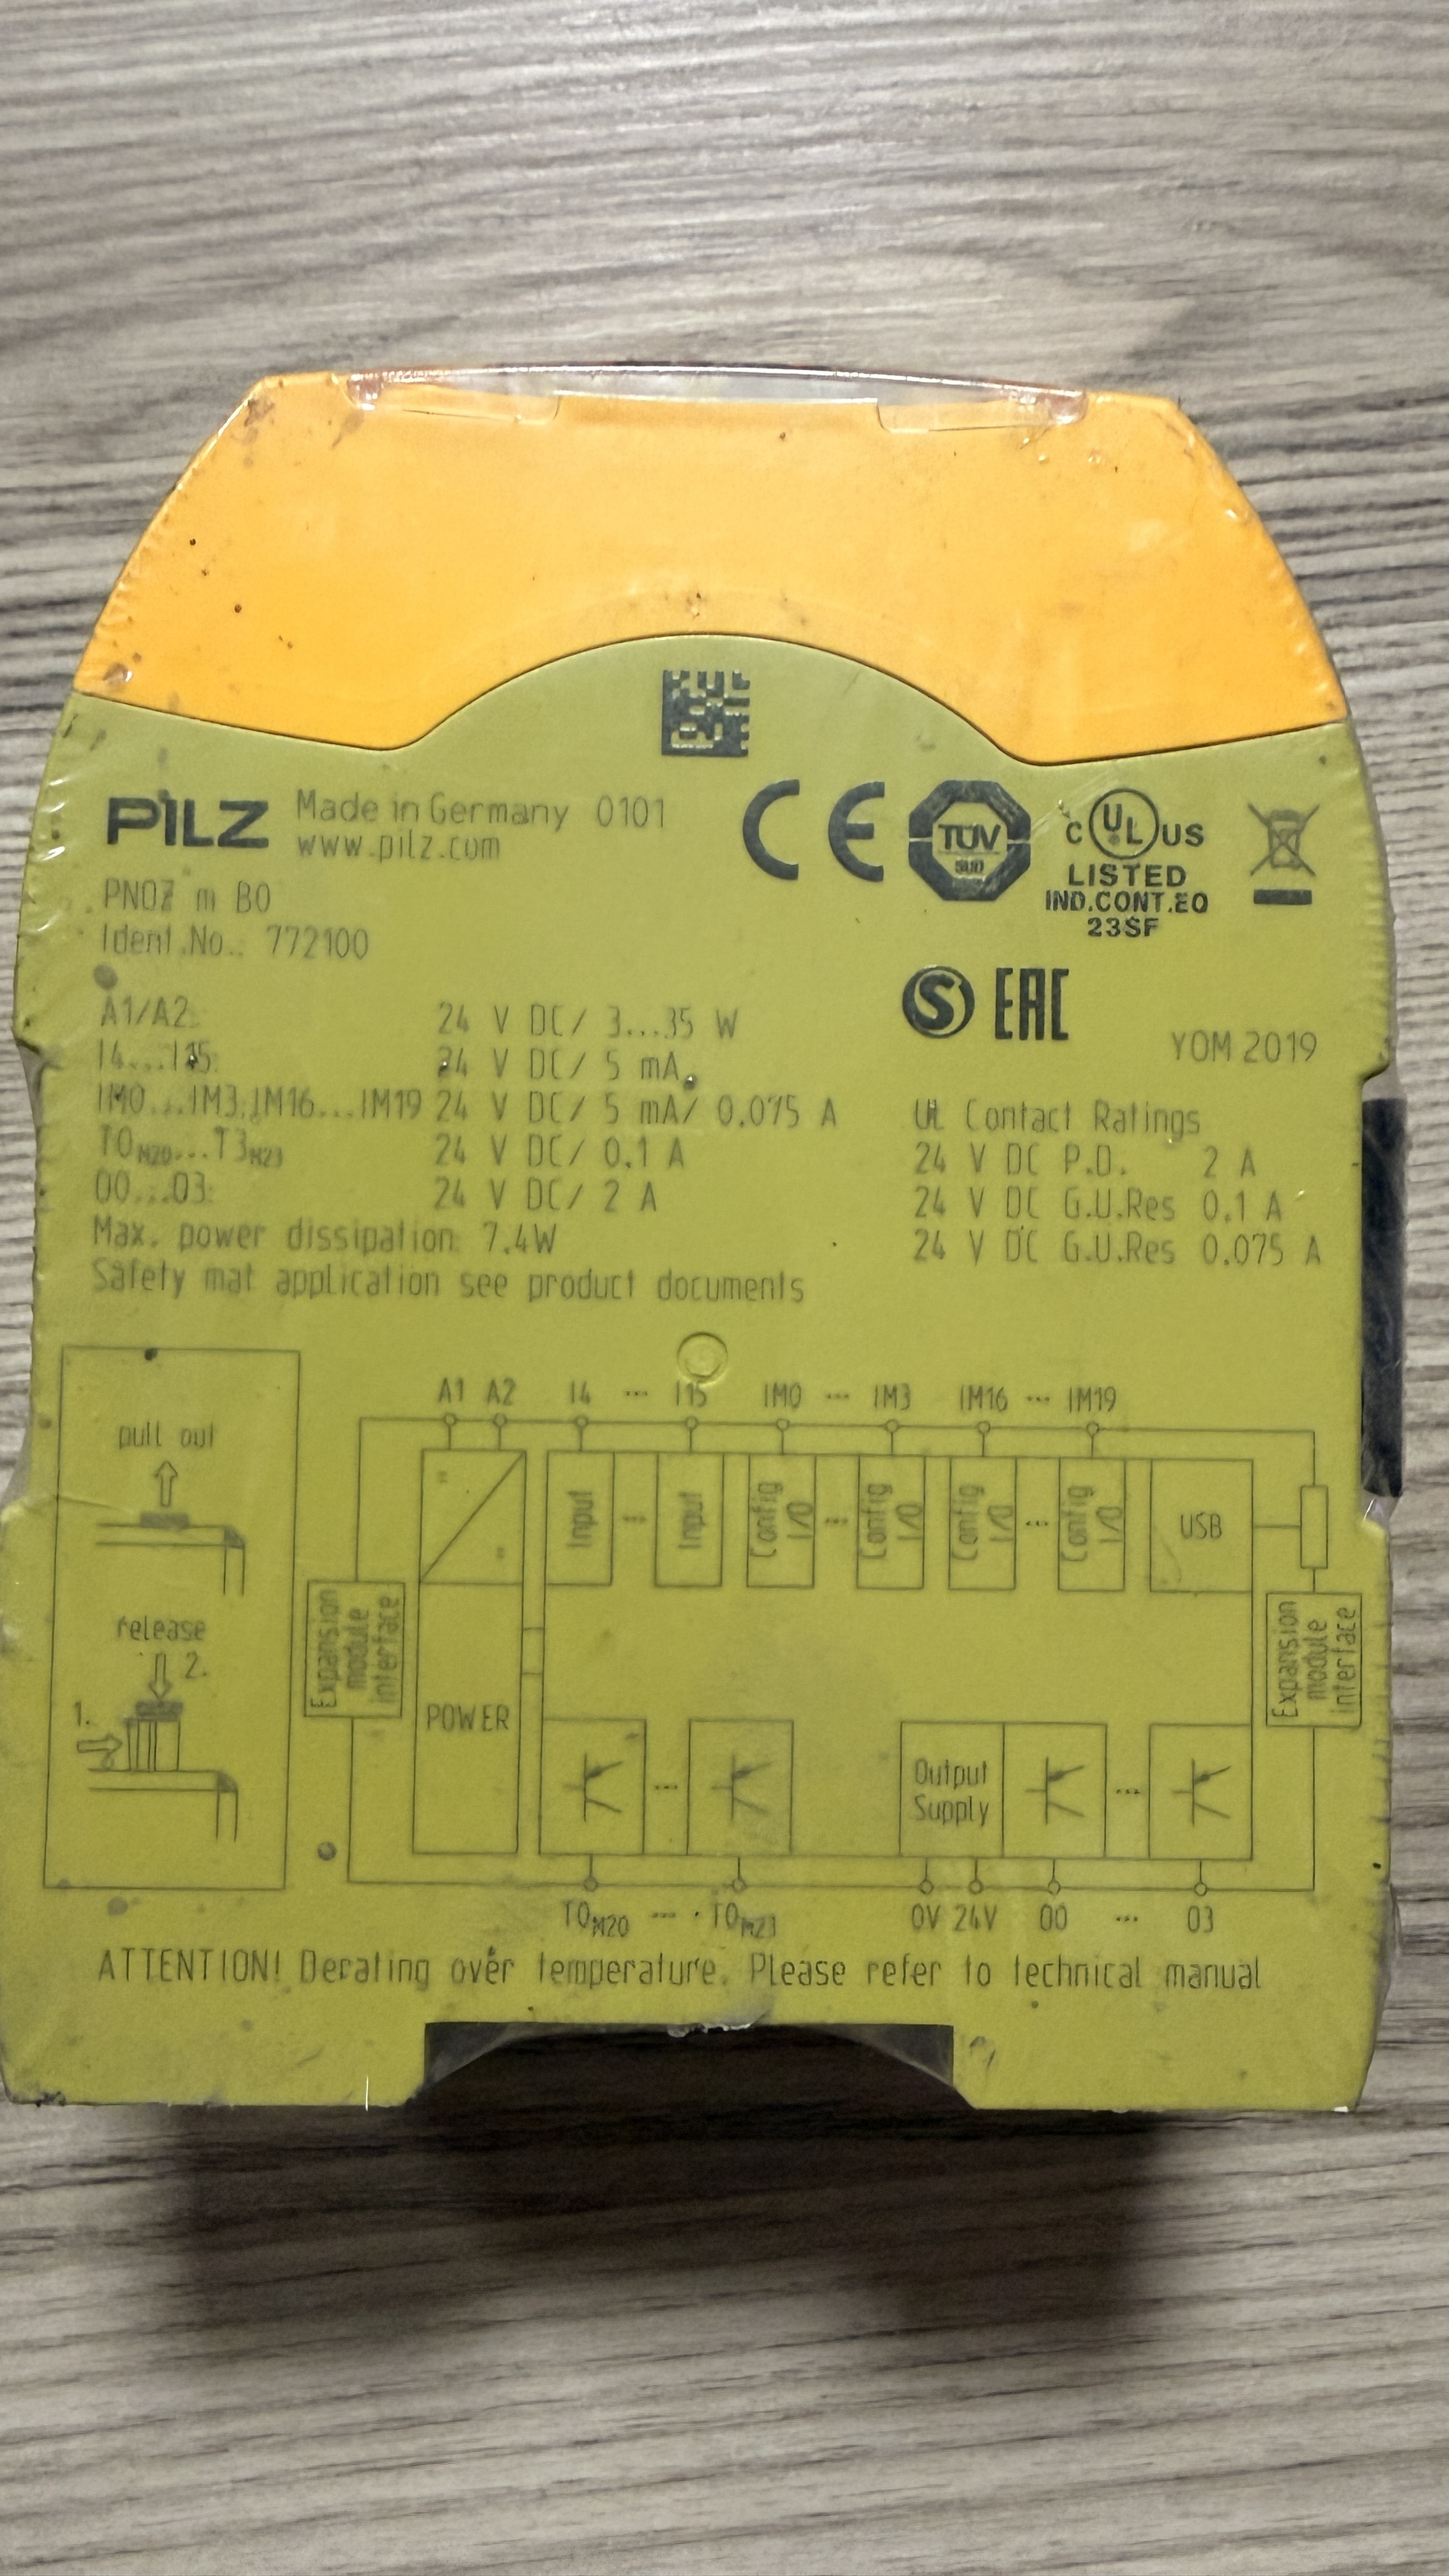 PILZ Made in Germany 0101
www.pilz.com
PNOZ m B0
Ident.No.: 772100
CE
TÜV
SÜD
C UL US
LISTED
IND.CONT.EQ
23SF
S EAC
YOM 2019
A1/A2: 24 V DC/ 3...35 W
I4...I15: 24 V DC/ 5 mA
IM0...IM3,IM16...IM19 24 V DC/ 5 mA/ 0.075 A
T0M20...T3M23 24 V DC/ 0.1 A
O0...O3: 24 V DC/ 2 A
Max. power dissipation: 7.4W
Safety mat application see product documents
UL Contact Ratings
24 V DC P.D. 2 A
24 V DC G.U.Res 0.1 A
24 V DC G.U.Res 0.075 A
pull out
release
2.
1.
A1 A2 I4 ... I15 IM0 ... IM3 IM16 ... IM19
Input ... Input Config I/O ... Config I/O Config I/O ... Config I/O USB
Expansion module interface
POWER
Expansion module interface
Output
Supply
T0M20 ... T0M23 0V 24V O0 ... O3
ATTENTION! Derating over temperature. Please refer to technical manual